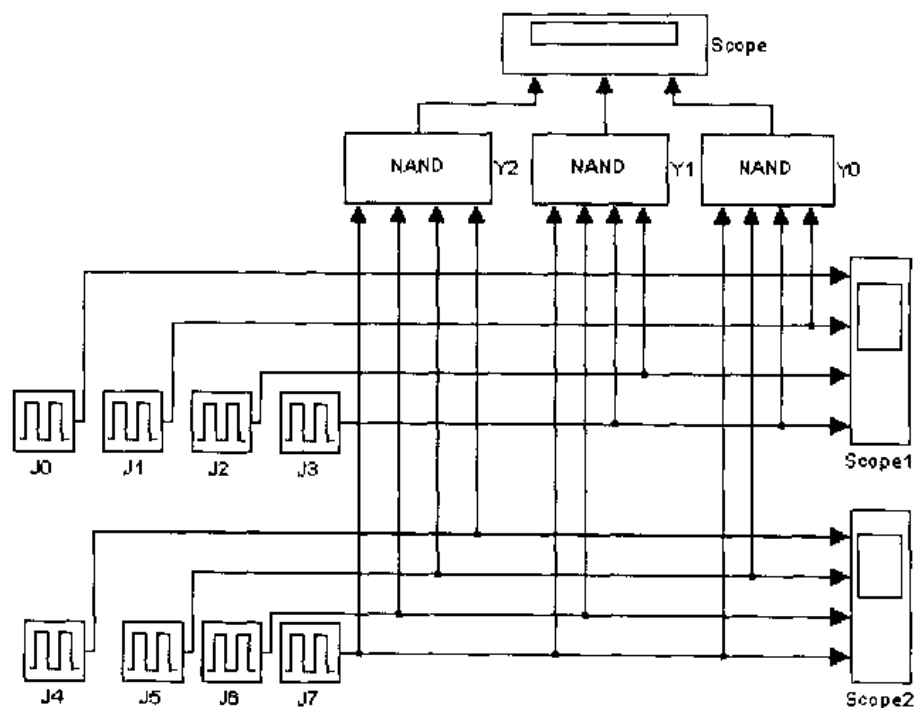 Scope
NAND Y2 NAND Y1 NAND Y0
J0 J1 J2 J3
Scope1
J4 J5 J6 J7
Scope2